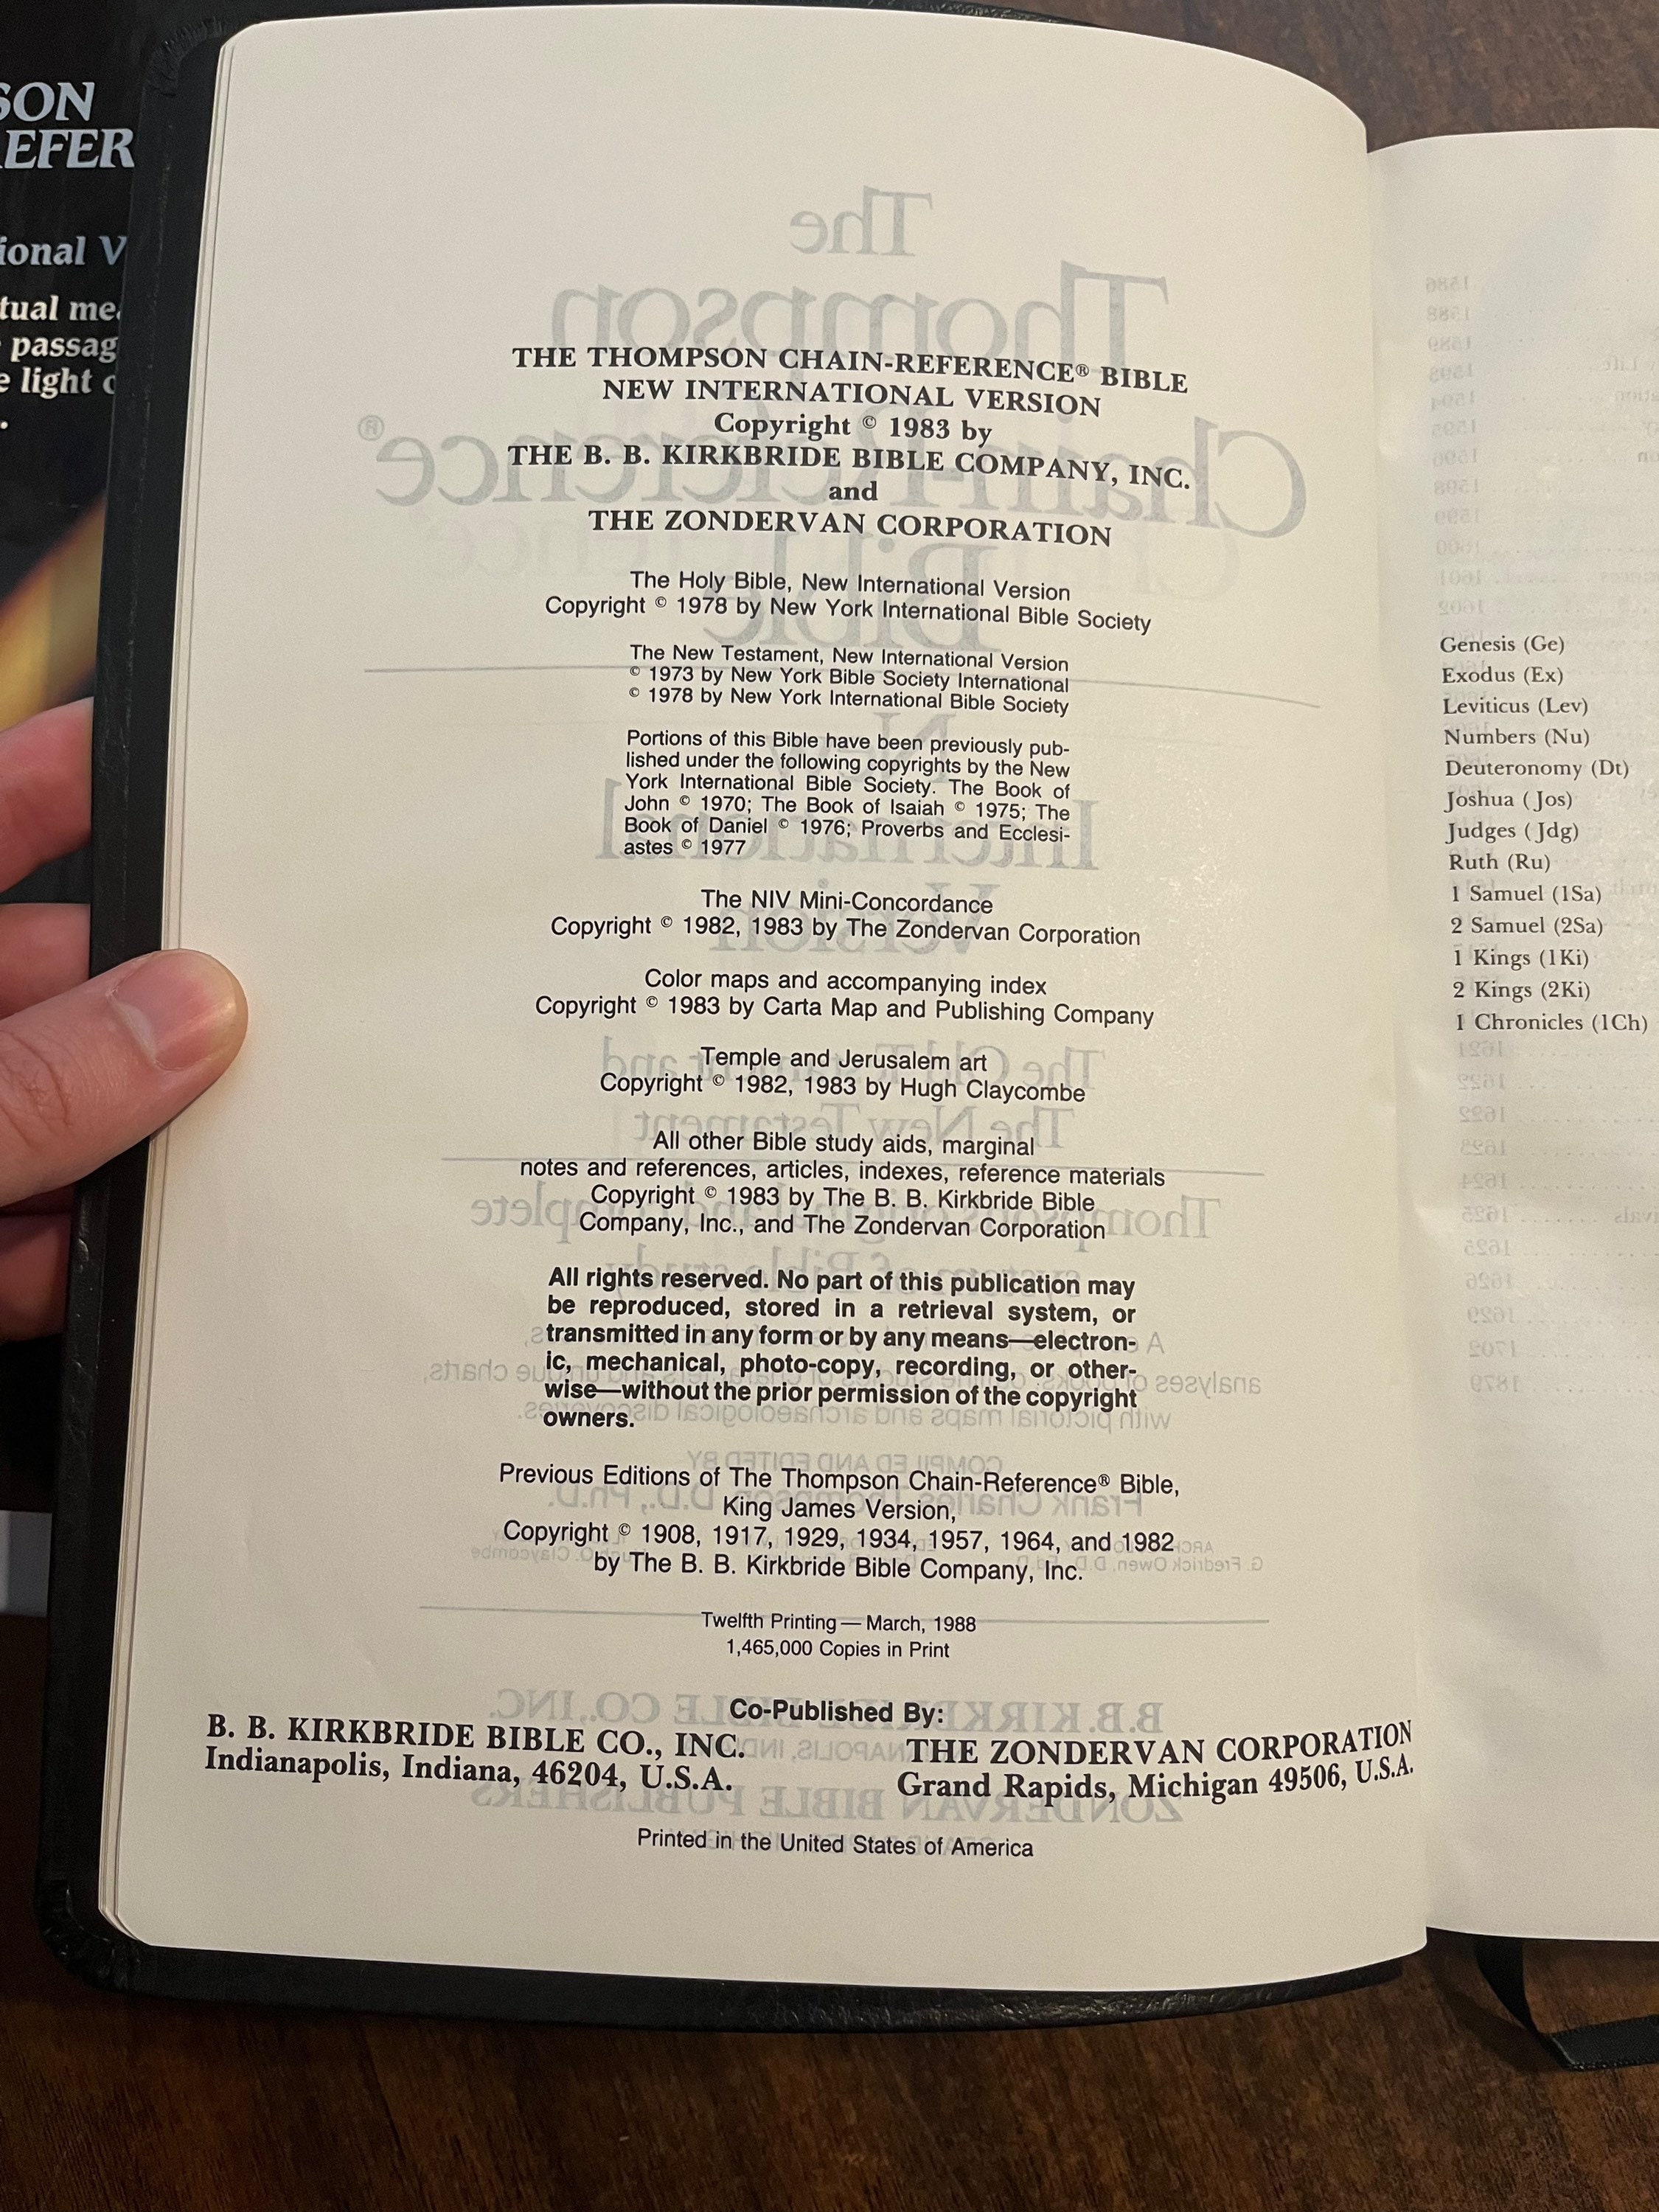 SON
EFER
ional V
tual me
passag
e light
THE THOMPSON CHAIN-REFERENCE® BIBLE
NEW INTERNATIONAL VERSION
Copyright © 1983 by
THE B. B. KIRKBRIDE BIBLE COMPANY, INC.
and
THE ZONDERVAN CORPORATION
The Holy Bible, New International Version
Copyright © 1978 by New York International Bible Society
The New Testament, New International Version
© 1973 by New York Bible Society International
© 1978 by New York International Bible Society
Portions of this Bible have been previously pub-
lished under the following copyrights by the New
York International Bible Society. The Book of
John © 1970; The Book of Isaiah © 1975; The
Book of Daniel © 1976; Proverbs and Ecclesi-
astes © 1977
The NIV Mini-Concordance
Copyright © 1982, 1983 by The Zondervan Corporation
Color maps and accompanying index
Copyright © 1983 by Carta Map and Publishing Company
Temple and Jerusalem art
Copyright © 1982, 1983 by Hugh Claycombe
All other Bible study aids, marginal
notes and references, articles, indexes, reference materials
Copyright © 1983 by The B. B. Kirkbride Bible
Company, Inc., and The Zondervan Corporation
All rights reserved. No part of this publication may
be reproduced, stored in a retrieval system, or
transmitted in any form or by any means—electron-
ic, mechanical, photo-copy, recording, or other-
wise—without the prior permission of the copyright
owners.
Previous Editions of The Thompson Chain-Reference® Bible,
King James Version,
Copyright © 1908, 1917, 1929, 1934, 1957, 1964, and 1982
by The B. B. Kirkbride Bible Company, Inc.
Twelfth Printing — March, 1988
1,465,000 Copies in Print
Co-Published By:
B. B. KIRKBRIDE BIBLE CO., INC.
Indianapolis, Indiana, 46204, U.S.A.
THE ZONDERVAN CORPORATION
Grand Rapids, Michigan 49506, U.S.A.
Printed in the United States of America
Genesis (Ge)
Exodus (Ex)
Leviticus (Lev)
Numbers (Nu)
Deuteronomy (Dt)
Joshua (Jos)
Judges (Jdg)
Ruth (Ru)
1 Samuel (1Sa)
2 Samuel (2Sa)
1 Kings (1Ki)
2 Kings (2Ki)
1 Chronicles (1Ch)